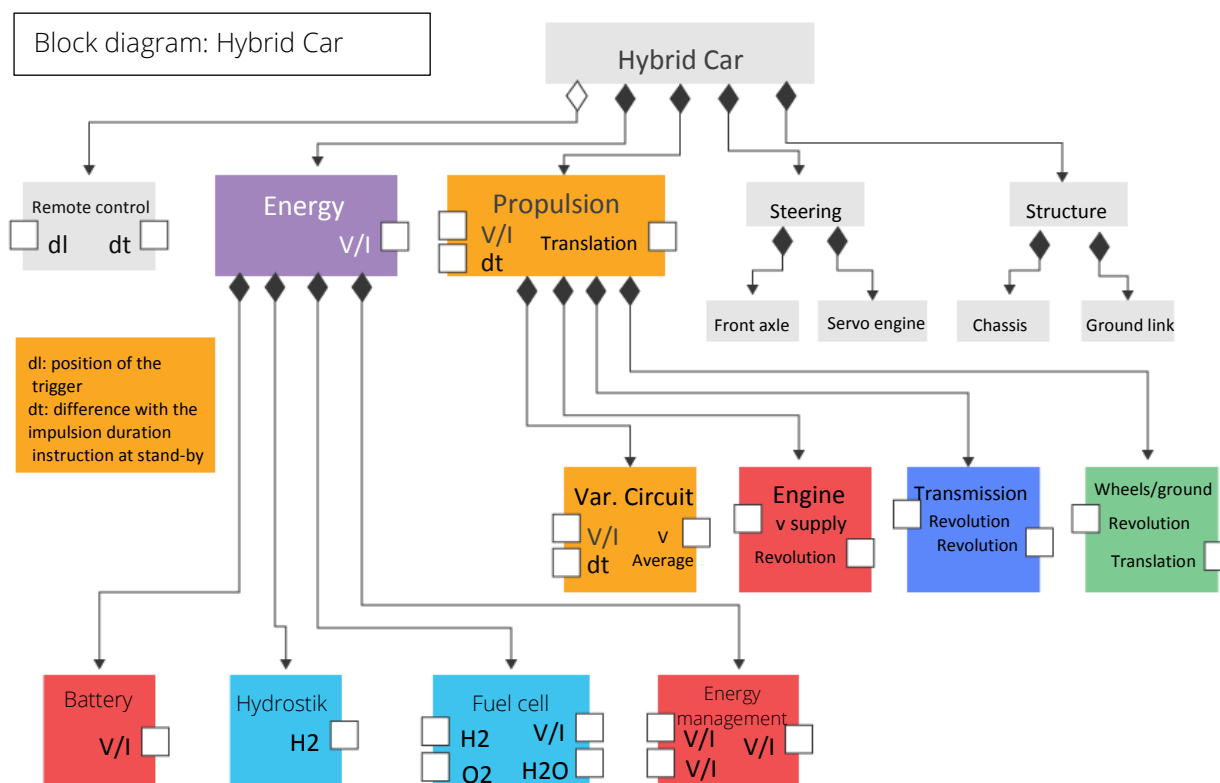 Block diagram: Hybrid Car
Hybrid Car
Remote control
dl dt
Energy
V/I
Propulsion
V/I
Translation
dt
Steering
Structure
Front axle
Servo engine
Chassis
Ground link
dl: position of the
trigger
dt: difference with the
impulsion duration
instruction at stand-by
Var. Circuit
V/I v
dt Average
Engine
v supply
Revolution
Transmission
Revolution
Revolution
Wheels/ground
Revolution
Translation
Battery
V/I
Hydrostik
H2
Fuel cell
H2 V/I
O2 H2O
Energy
management
V/I V/I
V/I